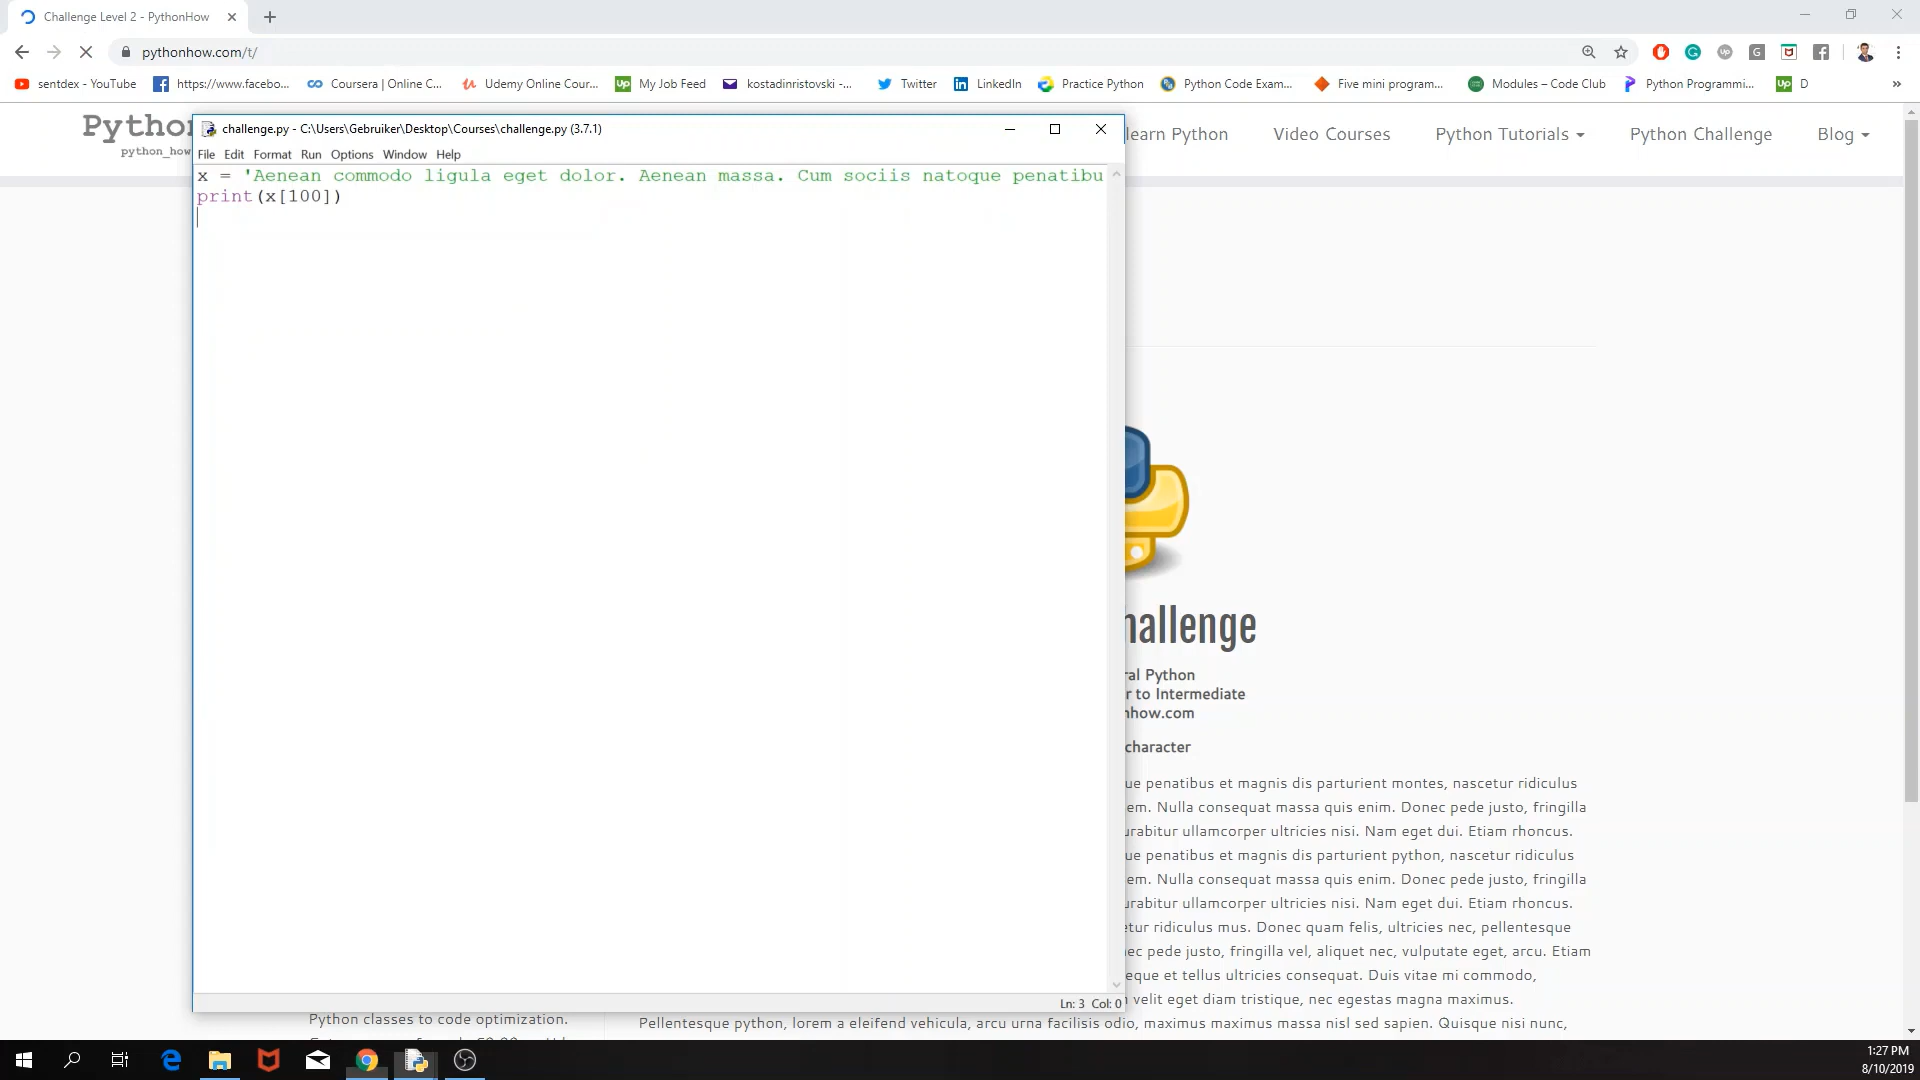 Challenge Level 2 - PythonHow
pythonhow.com/t/
sentdex - YouTube
https://www.facebo...
Coursera | Online C...
Udemy Online Cour...
My Job Feed
kostadinristovski -...
Twitter
LinkedIn
Practice Python
Python Code Exam...
Five mini program...
Modules – Code Club
Python Programmi...
D
Pytho
python_how
learn Python
Video Courses
Python Tutorials
Python Challenge
Blog
challenge.py - C:\Users\Gebruiker\Desktop\Courses\challenge.py (3.7.1)
File Edit Format Run Options Window Help
x = 'Aenean commodo ligula eget dolor. Aenean massa. Cum sociis natoque penatibu
print(x[100])
hallenge
ral Python
r to Intermediate
nhow.com
character
ue penatibus et magnis dis parturient montes, nascetur ridiculus
em. Nulla consequat massa quis enim. Donec pede justo, fringilla
urabitur ullamcorper ultricies nisi. Nam eget dui. Etiam rhoncus.
ue penatibus et magnis dis parturient python, nascetur ridiculus
em. Nulla consequat massa quis enim. Donec pede justo, fringilla
urabitur ullamcorper ultricies nisi. Nam eget dui. Etiam rhoncus.
etur ridiculus mus. Donec quam felis, ultricies nec, pellentesque
nec pede justo, fringilla vel, aliquet nec, vulputate eget, arcu. Etiam
eque et tellus ultricies consequat. Duis vitae mi commodo,
velit eget diam tristique, nec egestas magna maximus.
Ln: 3 Col: 0
Python classes to code optimization.
Pellentesque python, lorem a eleifend vehicula, arcu urna facilisis odio, maximus maximus massa nisl sed sapien. Quisque nisi nunc,
1:27 PM
8/10/2019